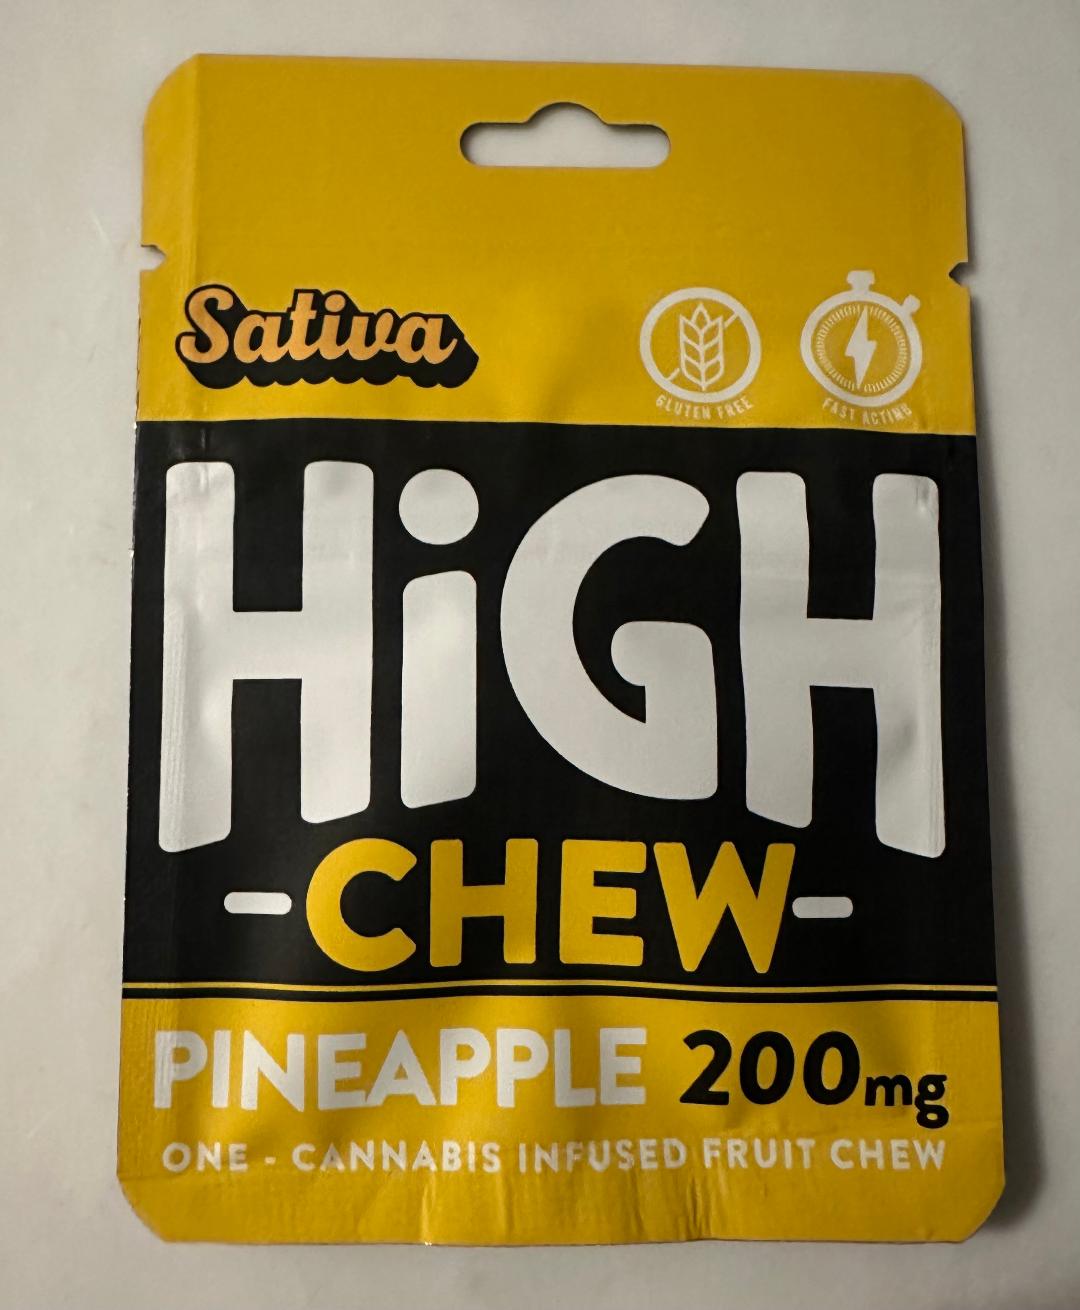 Sativa
GLUTEN FREE
FAST ACTING
HiGH
-CHEW-
PINEAPPLE 200mg
ONE - CANNABIS INFUSED FRUIT CHEW